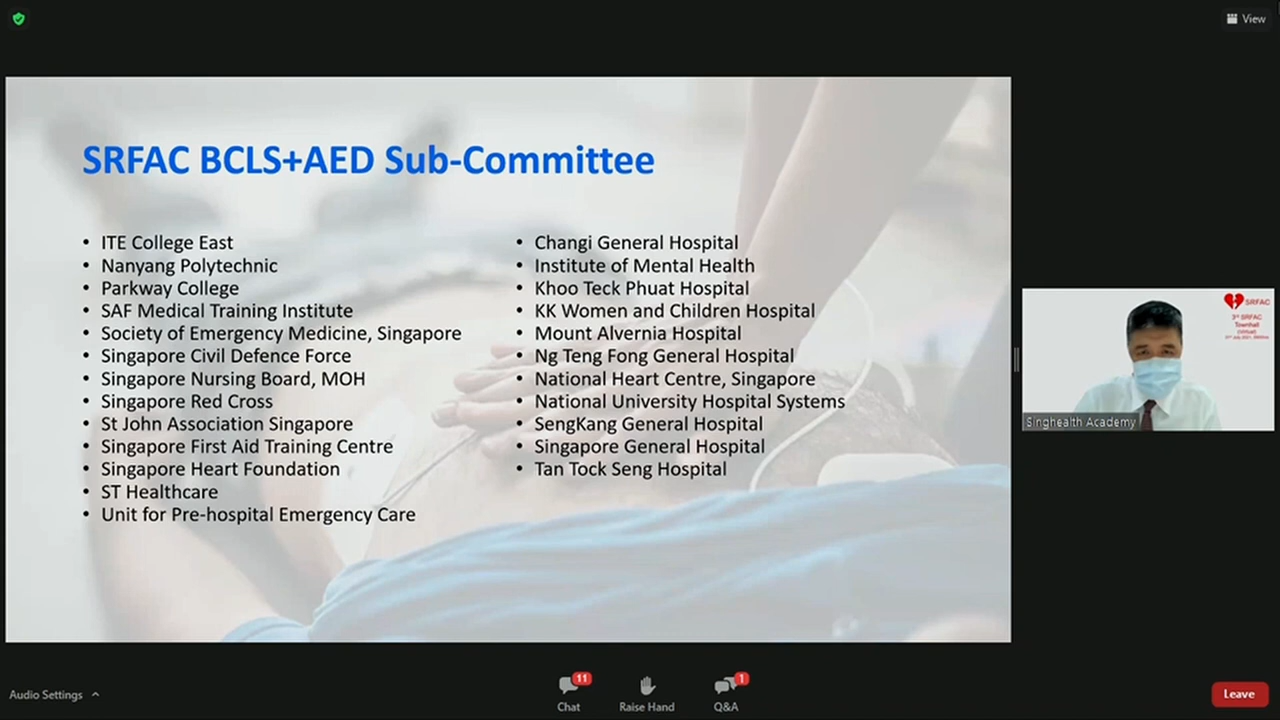 View
SRFAC BCLS+AED Sub-Committee
• ITE College East
• Nanyang Polytechnic
• Parkway College
• SAF Medical Training Institute
• Society of Emergency Medicine, Singapore
• Singapore Civil Defence Force
• Singapore Nursing Board, MOH
• Singapore Red Cross
• St John Association Singapore
• Singapore First Aid Training Centre
• Singapore Heart Foundation
• ST Healthcare
• Unit for Pre-hospital Emergency Care
• Changi General Hospital
• Institute of Mental Health
• Khoo Teck Phuat Hospital
• KK Women and Children Hospital
• Mount Alvernia Hospital
• Ng Teng Fong General Hospital
• National Heart Centre, Singapore
• National University Hospital Systems
• SengKang General Hospital
• Singapore General Hospital
• Tan Tock Seng Hospital
SRFAC
3rd SRFAC
Townhall
(Virtual)
Singhealth Academy
Audio Settings
11
Chat
Raise Hand
1
Q&A
Leave